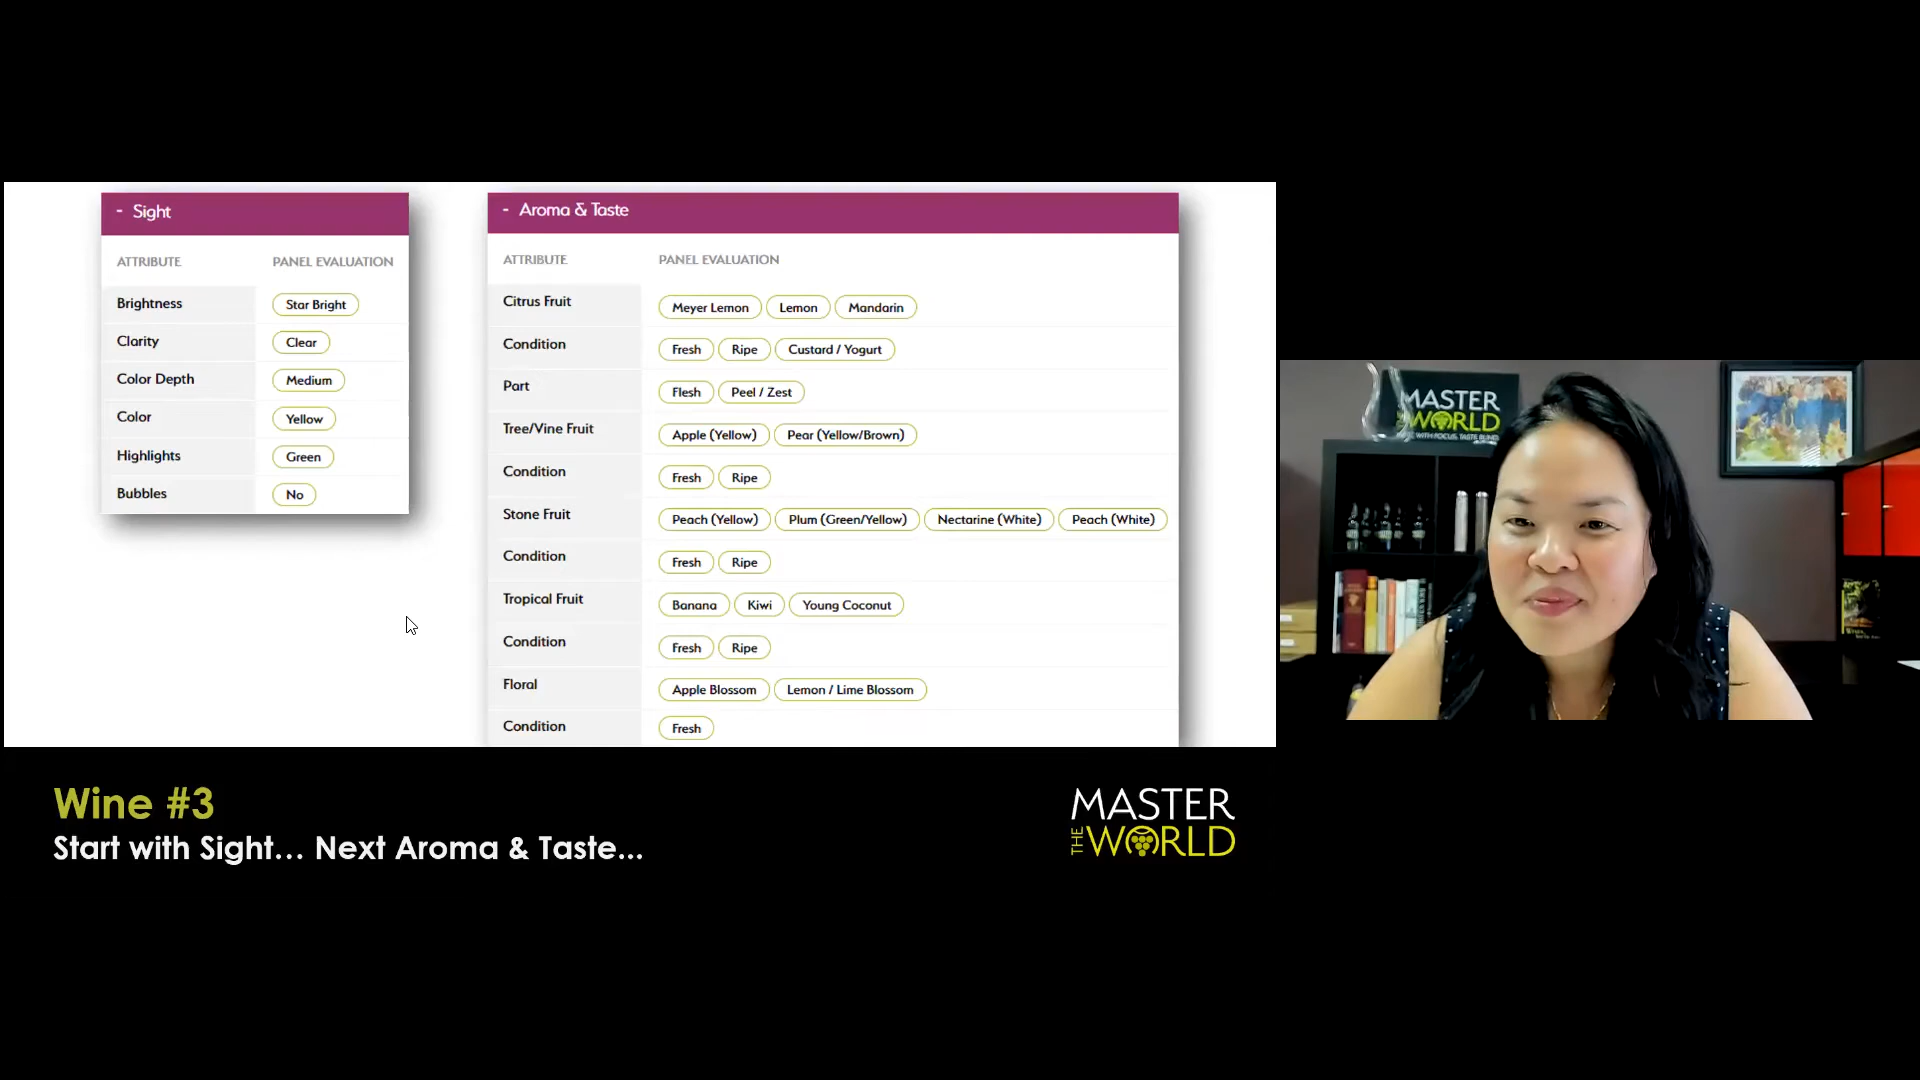 - Sight
ATTRIBUTE PANEL EVALUATION
Brightness Star Bright
Clarity Clear
Color Depth Medium
Color Yellow
Highlights Green
Bubbles No
- Aroma & Taste
ATTRIBUTE PANEL EVALUATION
Citrus Fruit Meyer Lemon Lemon Mandarin
Condition Fresh Ripe Custard / Yogurt
Part Flesh Peel / Zest
Tree/Vine Fruit Apple (Yellow) Pear (Yellow/Brown)
Condition Fresh Ripe
Stone Fruit Peach (Yellow) Plum (Green/Yellow) Nectarine (White) Peach (White)
Condition Fresh Ripe
Tropical Fruit Banana Kiwi Young Coconut
Condition Fresh Ripe
Floral Apple Blossom Lemon / Lime Blossom
Condition Fresh
MASTER
WORLD
Wine #3
Start with Sight... Next Aroma & Taste...
MASTER
THE WORLD